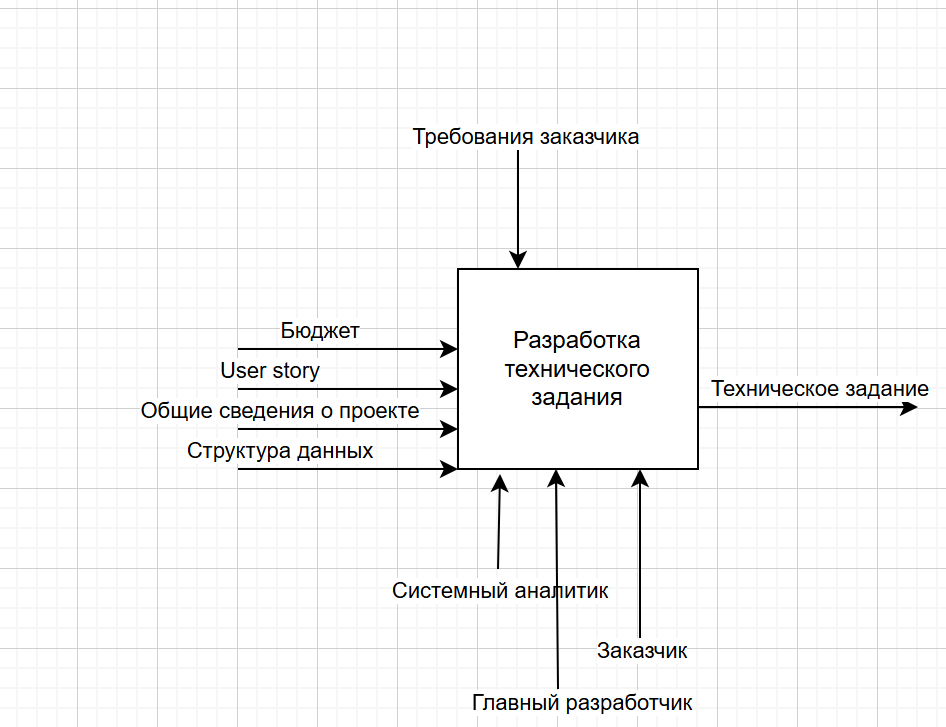 Требования заказчика
Бюджет
User story
Общие сведения о проекте
Структура данных
Разработка
технического
задания
Техническое задание
Системный аналитик
Заказчик
Главный разработчик